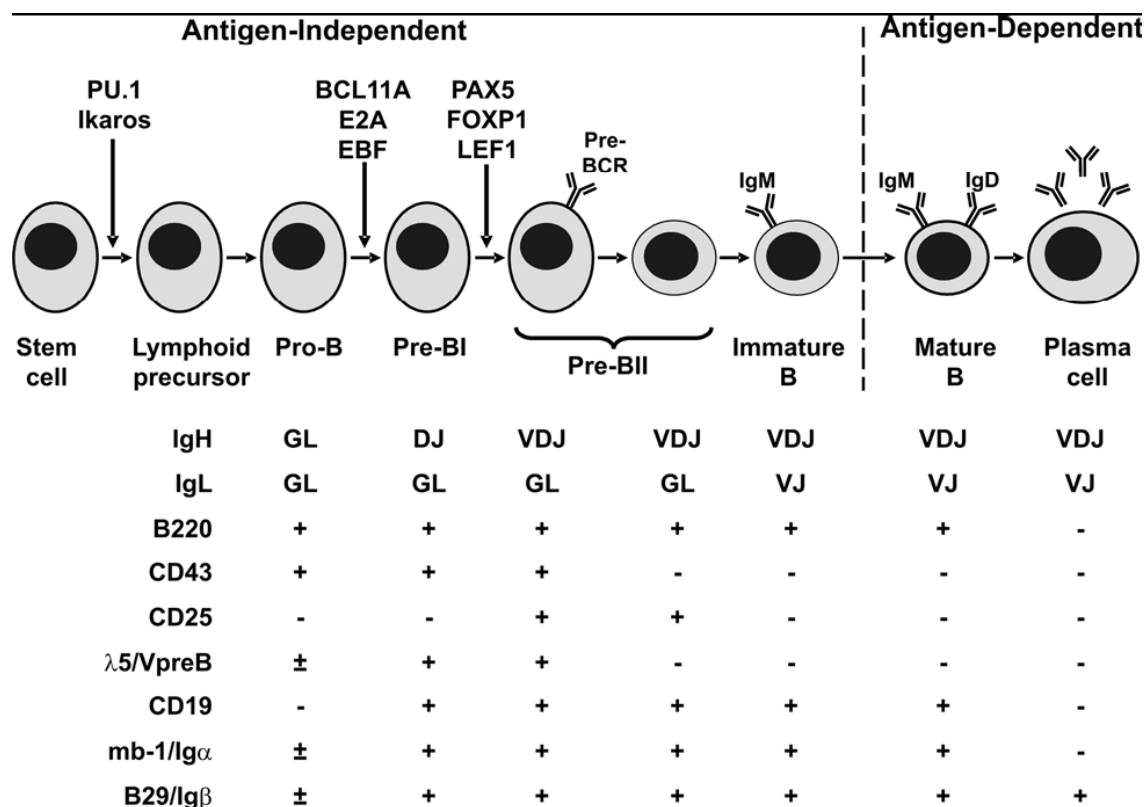 Antigen-Independent
Antigen-Dependent
PU.1
Ikaros
BCL11A
E2A
EBF
PAX5
FOXP1
LEF1
Pre-
BCR
IgM
IgM
IgD
Stem
cell
Lymphoid
precursor
Pro-B
Pre-BI
Pre-BII
Immature
B
Mature
B
Plasma
cell
IgH GL DJ VDJ VDJ VDJ VDJ VDJ
IgL GL GL GL GL VJ VJ VJ
B220 + + + + + + -
CD43 + + + - - - -
CD25 - - + + - - -
λ5/VpreB ± + + - - - -
CD19 - + + + + + -
mb-1/Igα ± + + + + + -
B29/Igβ ± + + + + + +